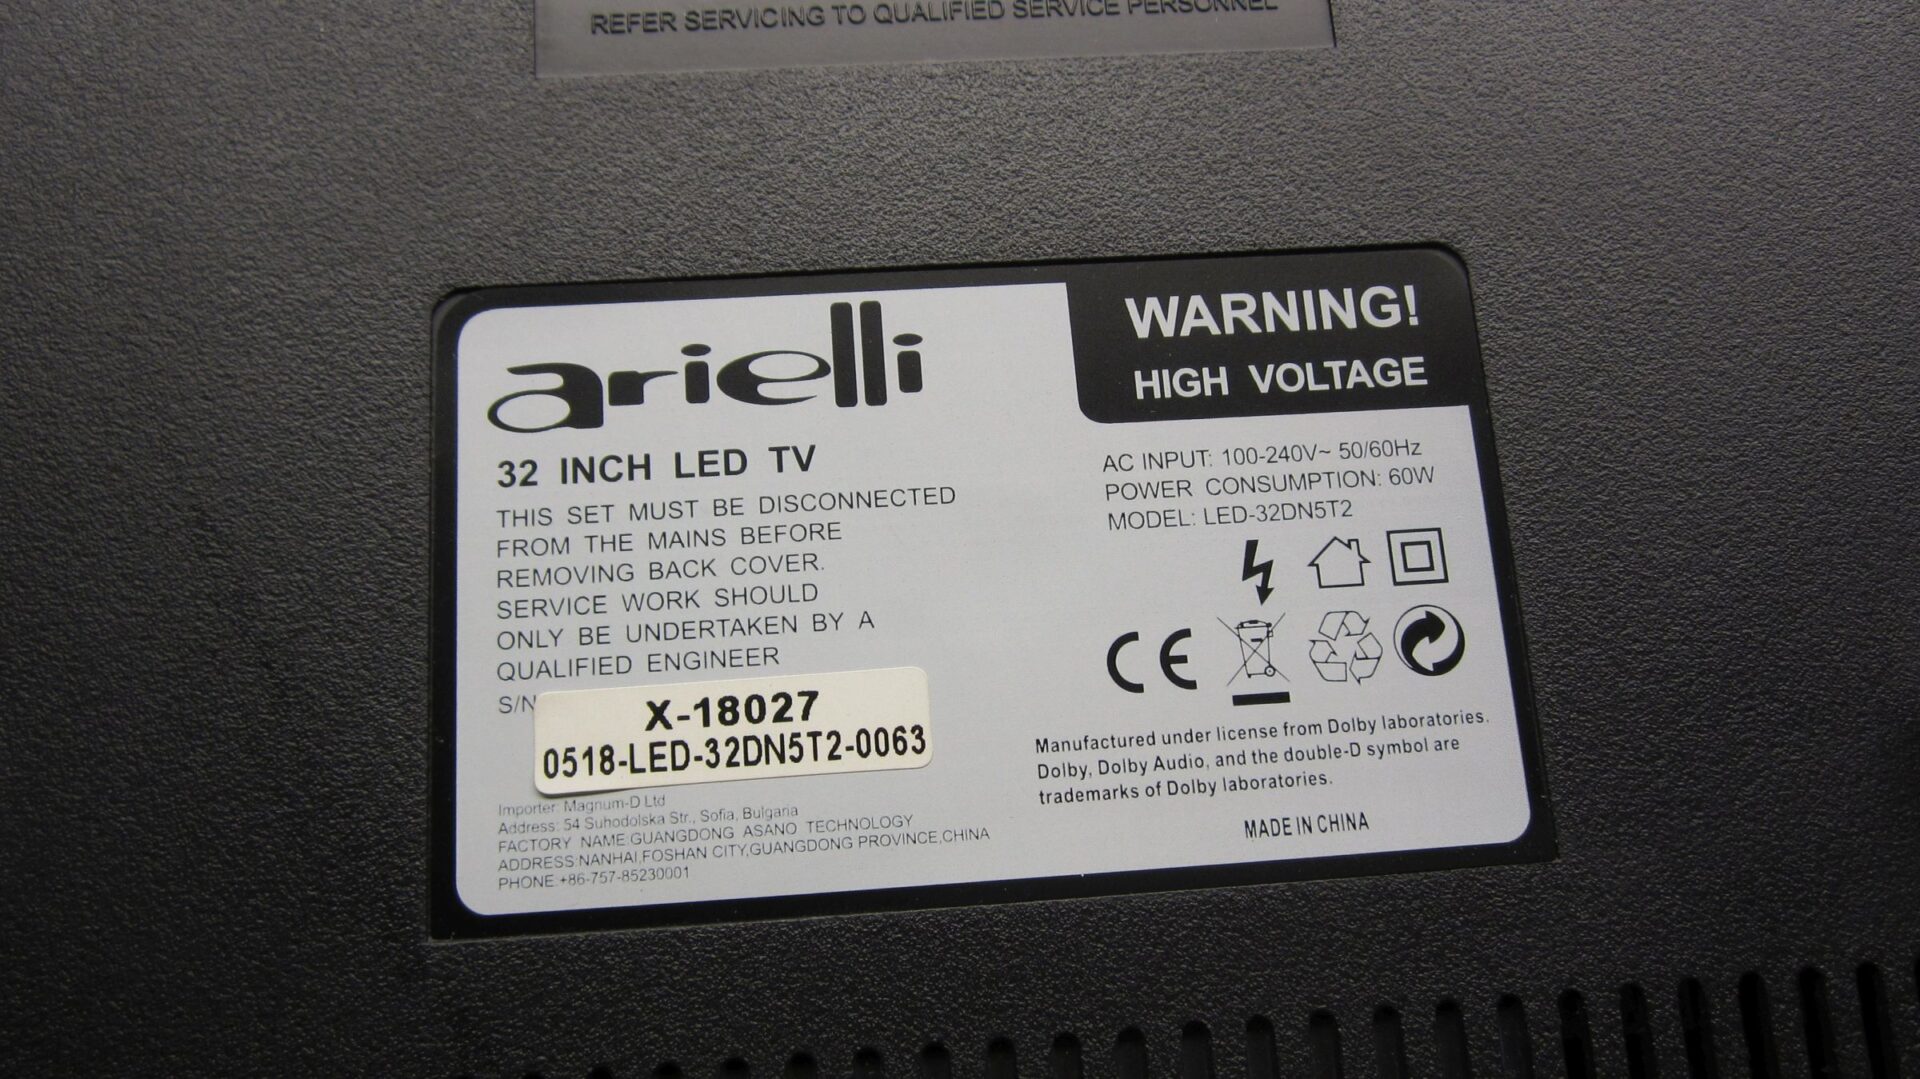 REFER SERVICING TO QUALIFIED SERVICE PERSONNEL
arielli
32 INCH LED TV
THIS SET MUST BE DISCONNECTED
FROM THE MAINS BEFORE
REMOVING BACK COVER.
SERVICE WORK SHOULD
ONLY BE UNDERTAKEN BY A
QUALIFIED ENGINEER
S/N
X-18027
0518-LED-32DN5T2-0063
Importer: Magnum-D Ltd
Address: 54 Suhodolska Str., Sofia, Bulgaria
FACTORY NAME:GUANGDONG ASANO TECHNOLOGY
ADDRESS:NANHAI,FOSHAN CITY,GUANGDONG PROVINCE,CHINA
PHONE:+86-757-85230001
WARNING!
HIGH VOLTAGE
AC INPUT: 100-240V~ 50/60Hz
POWER CONSUMPTION: 60W
MODEL: LED-32DN5T2
CE
Manufactured under license from Dolby laboratories.
Dolby, Dolby Audio, and the double-D symbol are
trademarks of Dolby laboratories.
MADE IN CHINA